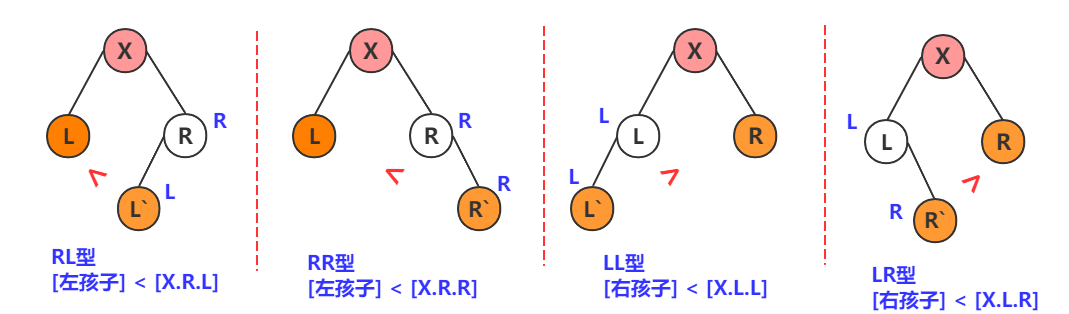 X
L
R
R
L`
L
RL型
[左孩子] < [X.R.L]
X
L
R
R
R`
R
RR型
[左孩子] < [X.R.R]
X
L
L
R
L
L`
LL型
[右孩子] < [X.L.L]
X
L
L
R
R
R`
LR型
[右孩子] < [X.L.R]